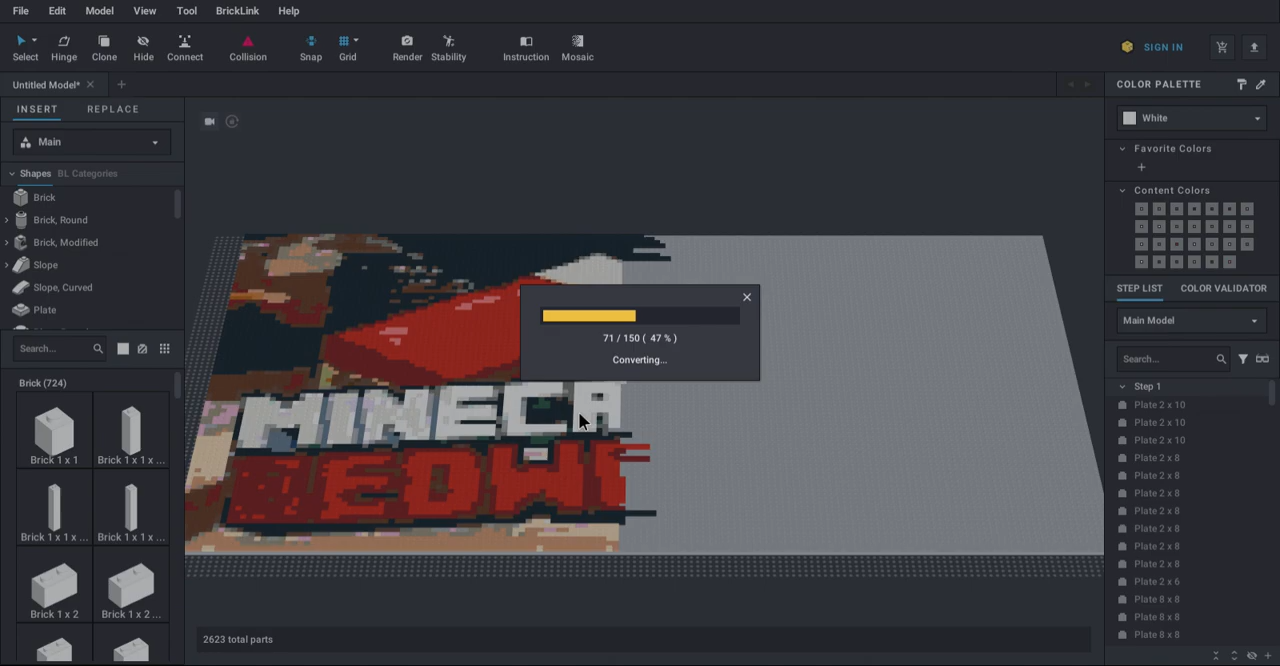 File Edit Model View Tool BrickLink Help
Select Hinge Clone Hide Connect Collision Snap Grid Render Stability Instruction Mosaic
SIGN IN
Untitled Model*
INSERT REPLACE
Main
Shapes BL Categories
Brick
Brick, Round
Brick, Modified
Slope
Slope, Curved
Plate
Search...
Brick (724)
Brick 1 x 1
Brick 1 x 1 x ...
Brick 1 x 1 x ...
Brick 1 x 1 x ...
Brick 1 x 2
Brick 1 x 2 ...
MINECRA
REDW
71 / 150 ( 47 % )
Converting...
2623 total parts
COLOR PALETTE
White
Favorite Colors
Content Colors
STEP LIST COLOR VALIDATOR
Main Model
Search...
Step 1
Plate 2 x 10
Plate 2 x 10
Plate 2 x 10
Plate 2 x 8
Plate 2 x 8
Plate 2 x 8
Plate 2 x 8
Plate 2 x 8
Plate 2 x 8
Plate 2 x 8
Plate 2 x 6
Plate 8 x 8
Plate 8 x 8
Plate 8 x 8